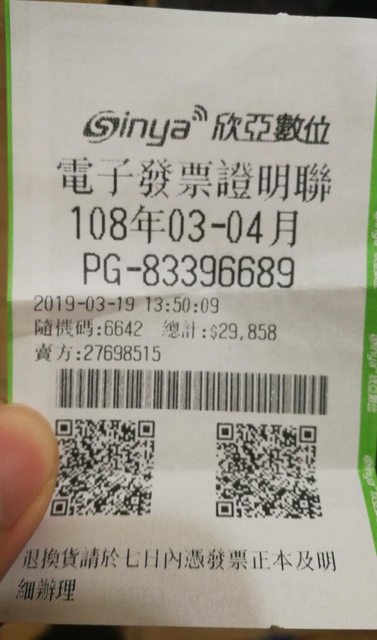 Sinya 欣亞數位
電子發票證明聯
108年03-04月
PG-83396689
2019-03-19 13:50:09
隨機碼:6642 總計:$29,858
賣方:27698515
退換貨請於七日內憑發票正本及明
細辦理